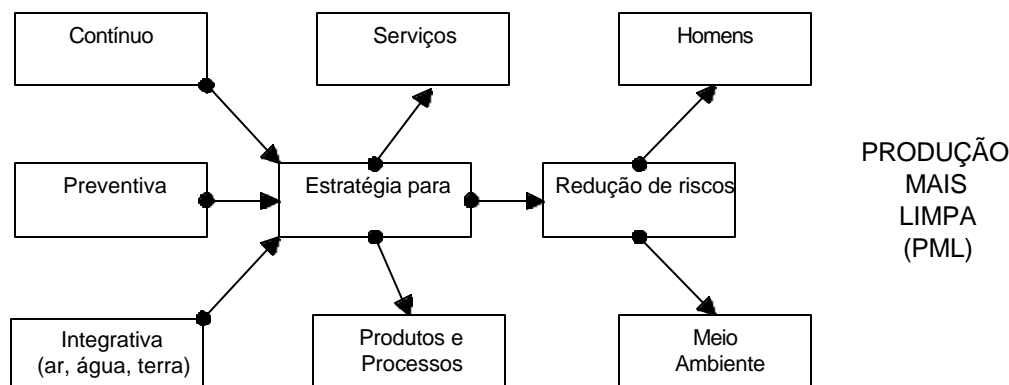 Contínuo
Serviços
Homens
Preventiva
Estratégia para
Redução de riscos
PRODUÇÃO
MAIS
LIMPA
(PML)
Integrativa
(ar, água, terra)
Produtos e
Processos
Meio
Ambiente